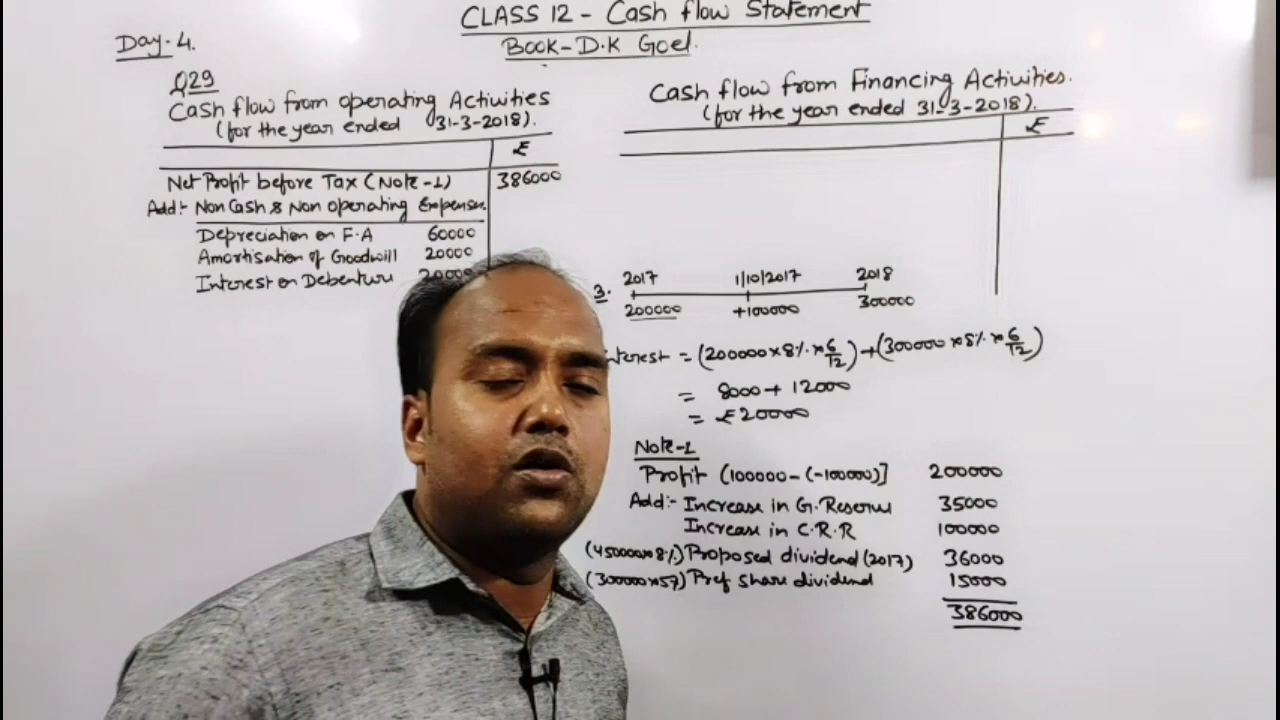 CLASS 12 - Cash flow Statement
BOOK - D.K Goel.
Day-4.
Q29
Cash flow from operating Activities
(for the year ended 31-3-2018).
₹
Net Profit before Tax (Note-1) 386000
Add:- Non Cash & Non operating Expenses.
Depreciation on F.A 60000
Amortisation of Goodwill 20000
Interest on Debenture 20000
Cash flow from Financing Activities.
(for the year ended 31-3-2018).
₹
3. 2017 1/10/2017 2018
200000 +100000 300000
= (200000×8%×6/12)+(300000×8%×6/12)
= 8000+ 12000
= ₹20000
Note-1
Profit (100000-(-100000)] 200000
Add:- Increase in G.Reserve 35000
Increase in C.R.R 100000
(450000×8%) Proposed dividend (2017) 36000
(300000×5%) Pref share dividend 15000
386000